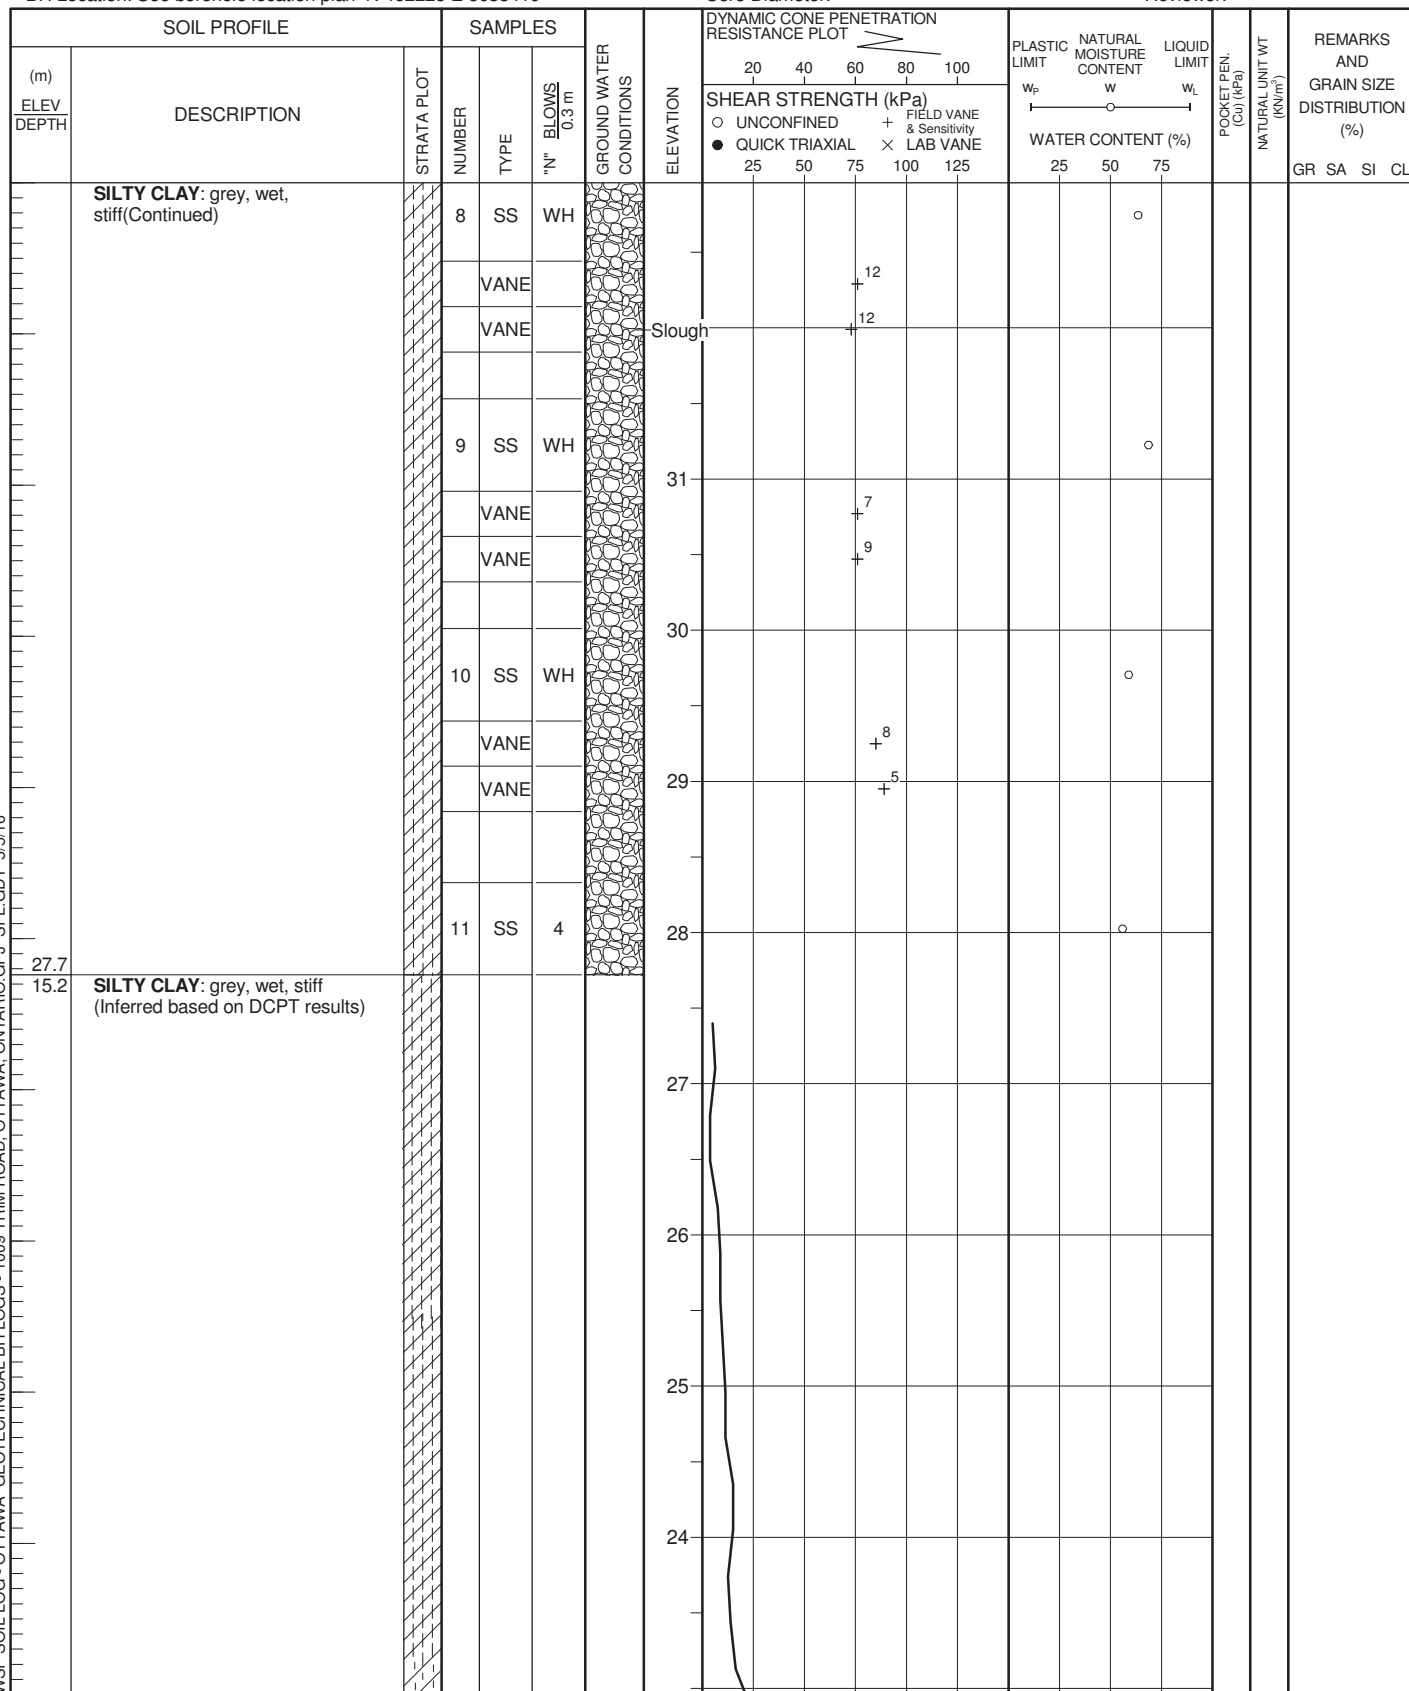 SOIL PROFILE
SAMPLES
(m)
ELEV
DEPTH
DESCRIPTION
STRATA PLOT
NUMBER
TYPE
"N" BLOWS
0.3 m
GROUND WATER
CONDITIONS
ELEVATION
DYNAMIC CONE PENETRATION
RESISTANCE PLOT
20 40 60 80 100
SHEAR STRENGTH (kPa)
UNCONFINED
FIELD VANE
& Sensitivity
QUICK TRIAXIAL
LAB VANE
25 50 75 100 125
PLASTIC
LIMIT
NATURAL
MOISTURE
CONTENT
LIQUID
LIMIT
WP W WL
WATER CONTENT (%)
25 50 75
POCKET PEN.
(Cu) (kPa)
NATURAL UNIT WT
(KN/m³)
REMARKS
AND
GRAIN SIZE
DISTRIBUTION
(%)
GR SA SI CL
SILTY CLAY: grey, wet,
stiff(Continued)
8 SS WH
VANE
12
VANE
12
Slough
9 SS WH
31
VANE
7
VANE
9
30
10 SS WH
VANE
8
VANE
5
29
11 SS 4
28
27.7
15.2
SILTY CLAY: grey, wet, stiff
(Inferred based on DCPT results)
27
26
25
24